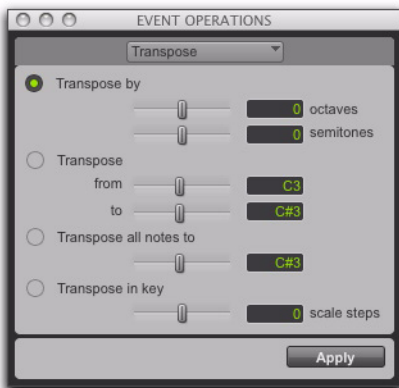 EVENT OPERATIONS
Transpose
Transpose by
0 octaves
0 semitones
Transpose
from C3
to C#3
Transpose all notes to
C#3
Transpose in key
0 scale steps
Apply